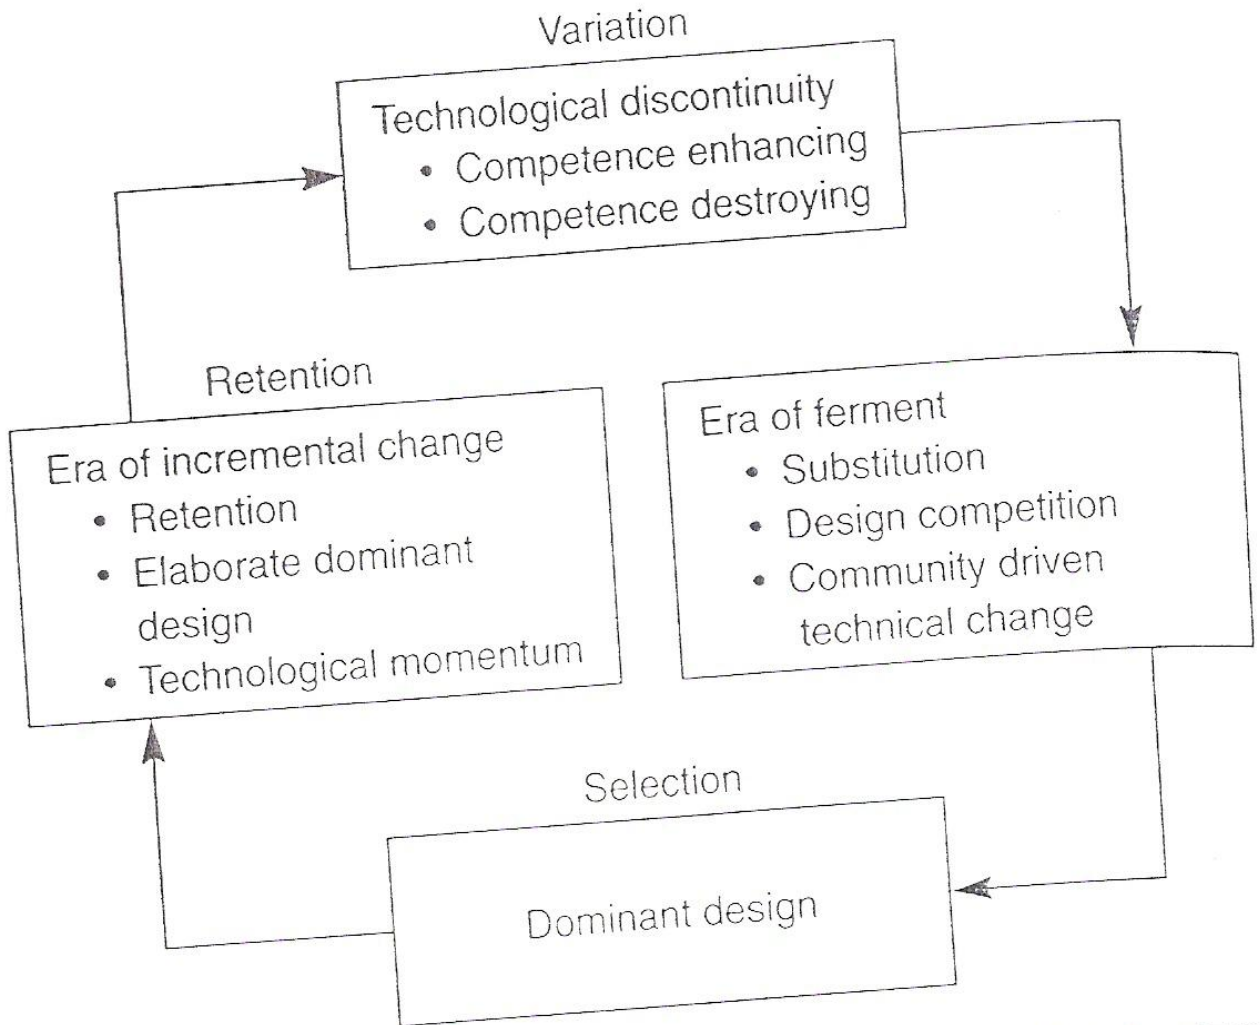 Variation
Technological discontinuity
• Competence enhancing
• Competence destroying
Retention
Era of incremental change
• Retention
• Elaborate dominant
design
• Technological momentum
Era of ferment
• Substitution
• Design competition
• Community driven
technical change
Selection
Dominant design